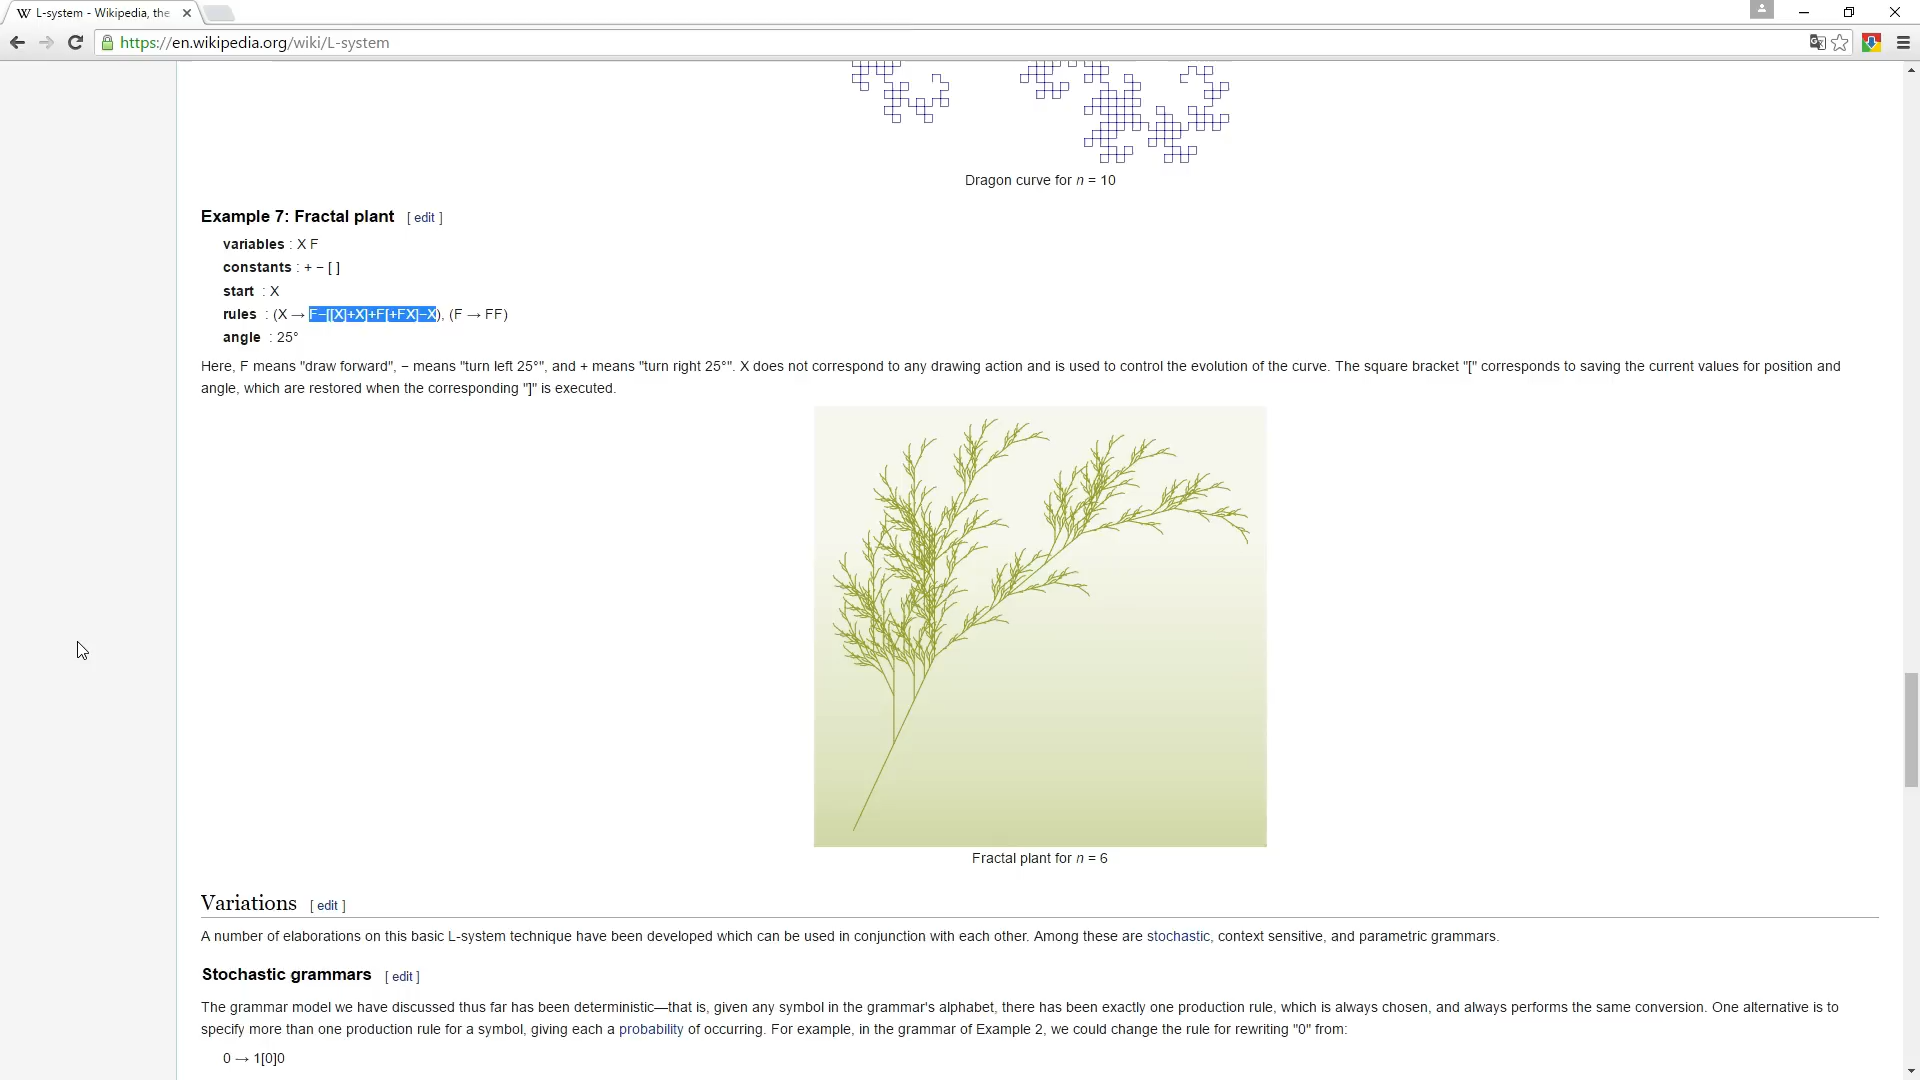 L-system - Wikipedia, the
https://en.wikipedia.org/wiki/L-system
Dragon curve for n = 10
Example 7: Fractal plant [ edit ]
variables : X F
constants : + − [ ]
start : X
rules : (X → F−[[X]+X]+F[+FX]−X), (F → FF)
angle : 25°
Here, F means "draw forward", − means "turn left 25°", and + means "turn right 25°". X does not correspond to any drawing action and is used to control the evolution of the curve. The square bracket "[" corresponds to saving the current values for position and
angle, which are restored when the corresponding "]" is executed.
Fractal plant for n = 6
Variations [ edit ]
A number of elaborations on this basic L-system technique have been developed which can be used in conjunction with each other. Among these are stochastic, context sensitive, and parametric grammars.
Stochastic grammars [ edit ]
The grammar model we have discussed thus far has been deterministic—that is, given any symbol in the grammar's alphabet, there has been exactly one production rule, which is always chosen, and always performs the same conversion. One alternative is to
specify more than one production rule for a symbol, giving each a probability of occurring. For example, in the grammar of Example 2, we could change the rule for rewriting "0" from:
0 → 1[0]0